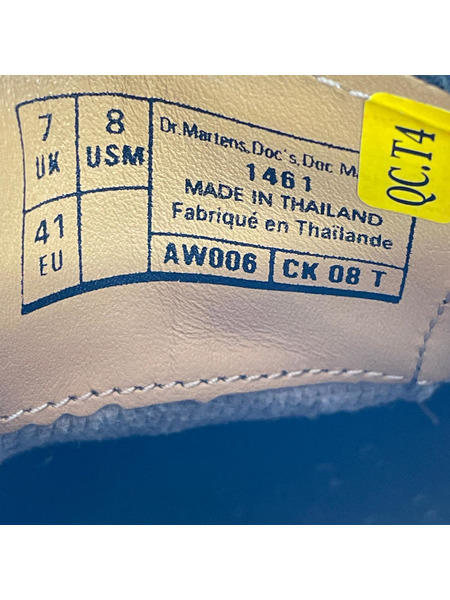 7
UK
8
USM
41
EU
Dr.Martens.Doc's.Doc M
1461
MADE IN THAILAND
Fabriqué en Thaïlande
AW006
CK 08 T
QC.T4